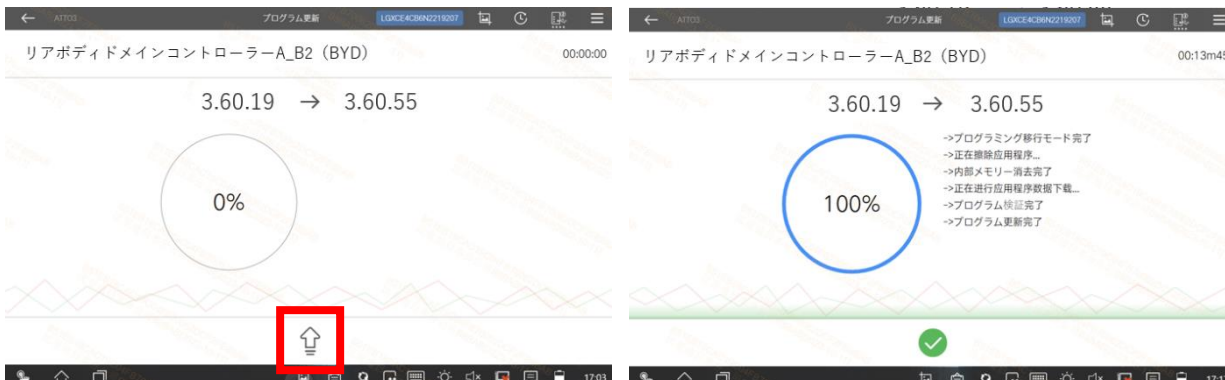 ATTO3
プログラム更新
LGXCE4CB6N2219207
リアボディドメインコントローラーA_B2（BYD）
00:00:00
3.60.19 → 3.60.55
0%
17:03
ATTO3
プログラム更新
LGXCE4CB6N2219207
リアボディドメインコントローラーA_B2（BYD）
00:13m45
3.60.19 → 3.60.55
100%
->プログラミング移行モード完了
->正在擦除应用程序...
->内部メモリー消去完了
->正在进行应用程序数据下载...
->プログラム検証完了
->プログラム更新完了